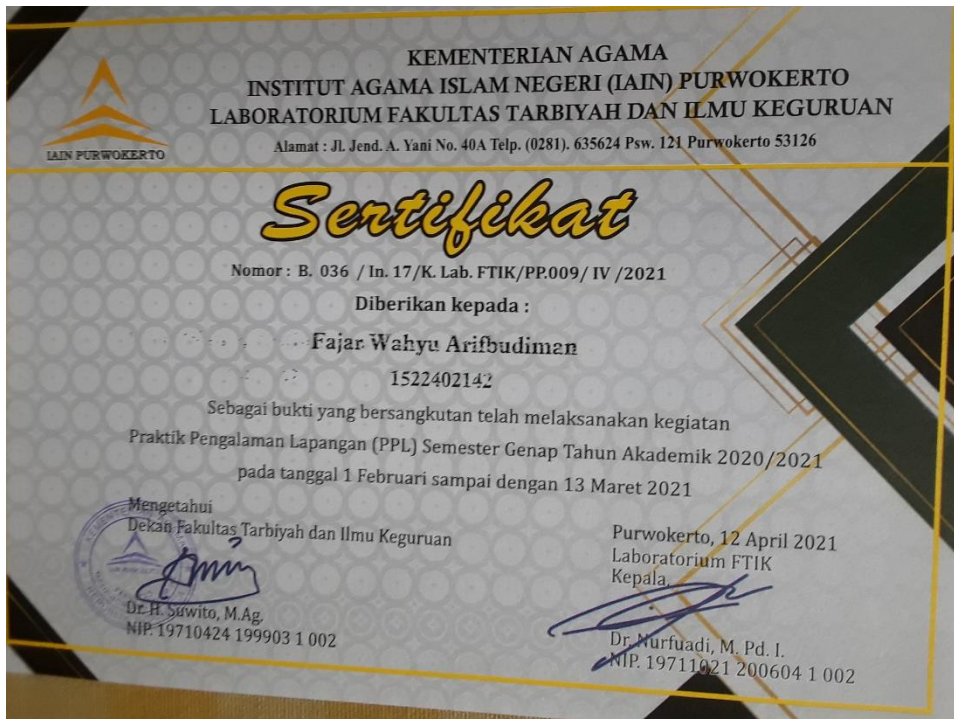 KEMENTERIAN AGAMA
INSTITUT AGAMA ISLAM NEGERI (IAIN) PURWOKERTO
LABORATORIUM FAKULTAS TARBIYAH DAN ILMU KEGURUAN
Alamat : Jl. Jend. A. Yani No. 40A Telp. (0281). 635624 Psw. 121 Purwokerto 53126
IAIN PURWOKERTO
Sertifikat
Nomor : B. 036 / In. 17/K. Lab. FTIK/PP.009/ IV /2021
Diberikan kepada :
Fajar Wahyu Arifbudiman
1522402142
Sebagai bukti yang bersangkutan telah melaksanakan kegiatan
Praktik Pengalaman Lapangan (PPL) Semester Genap Tahun Akademik 2020/2021
pada tanggal 1 Februari sampai dengan 13 Maret 2021
Mengetahui
Dekan Fakultas Tarbiyah dan Ilmu Keguruan
Dr. H. Suwito, M.Ag,
NIP. 19710424 199903 1 002
Purwokerto, 12 April 2021
Laboratorium FTIK
Kepala,
Dr. Nurfuadi, M. Pd. I.
NIP. 19711021 200604 1 002